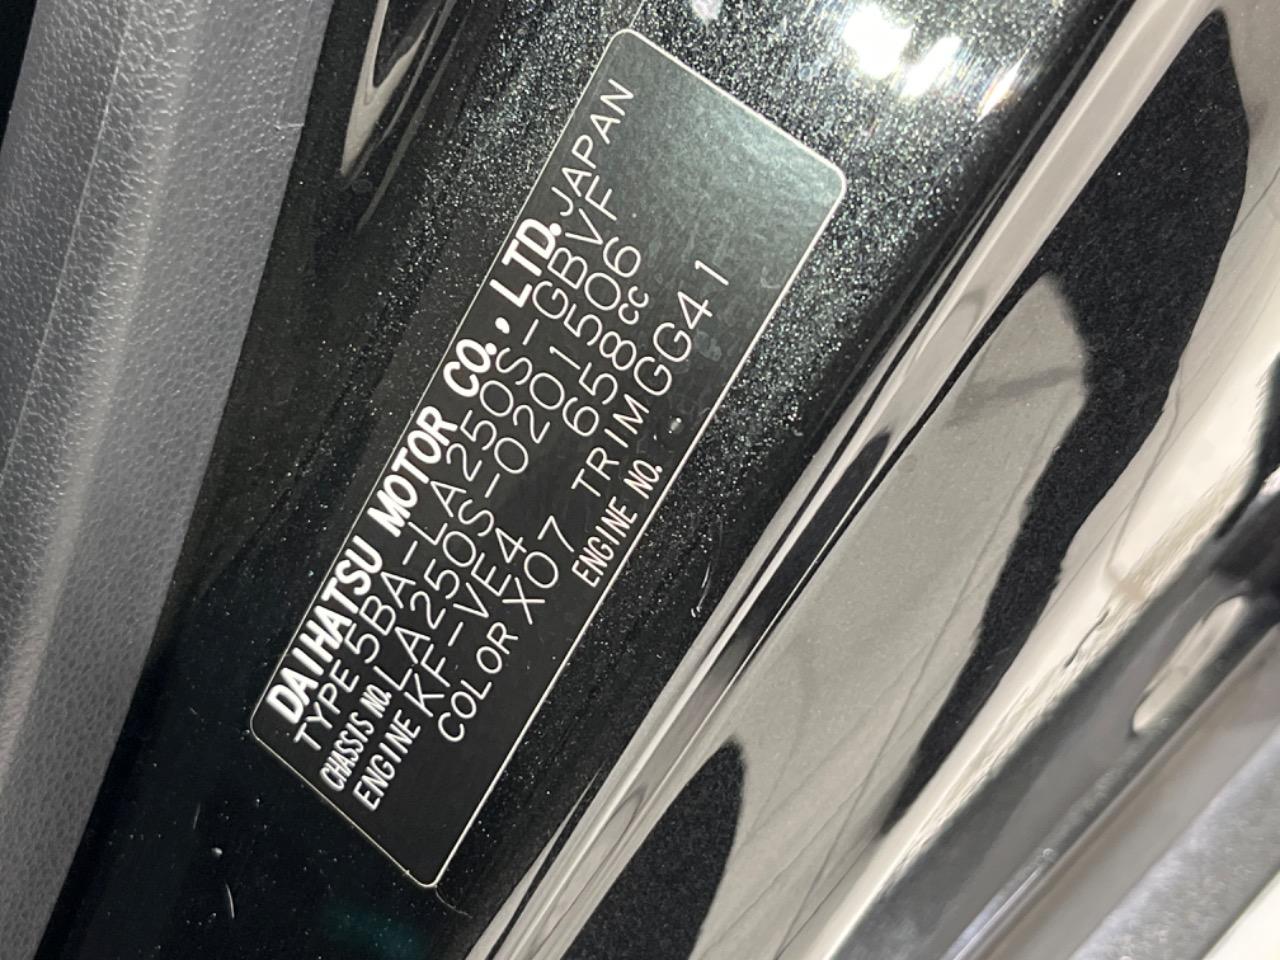 DAIHATSU MOTOR CO., LTD. JAPAN
TYPE 5BA-LA250S-GBVF
CHASSIS NO. LA250S-0201506
ENGINE KF-VE4 658cc
COLOR X07 TRIM GG41
ENGINE NO.